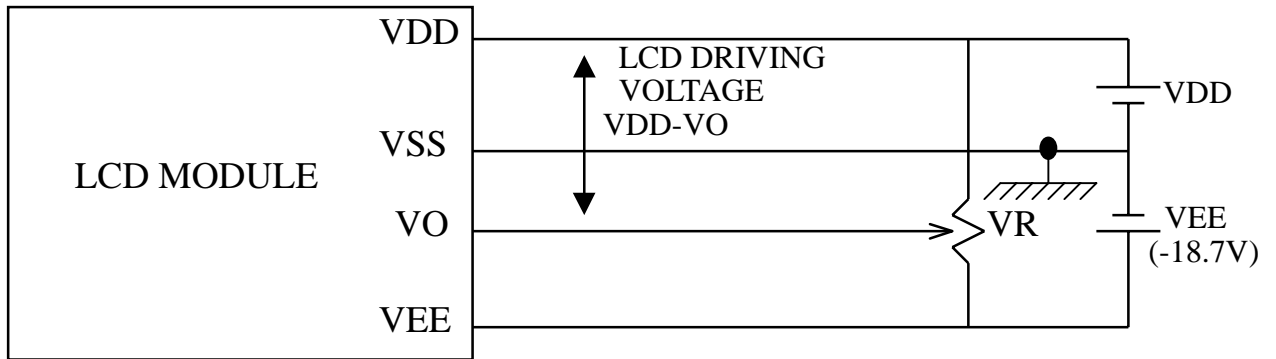 VDD
LCD DRIVING
VOLTAGE
VDD-VO
VDD
VSS
LCD MODULE
VO
VR
VEE
(-18.7V)
VEE